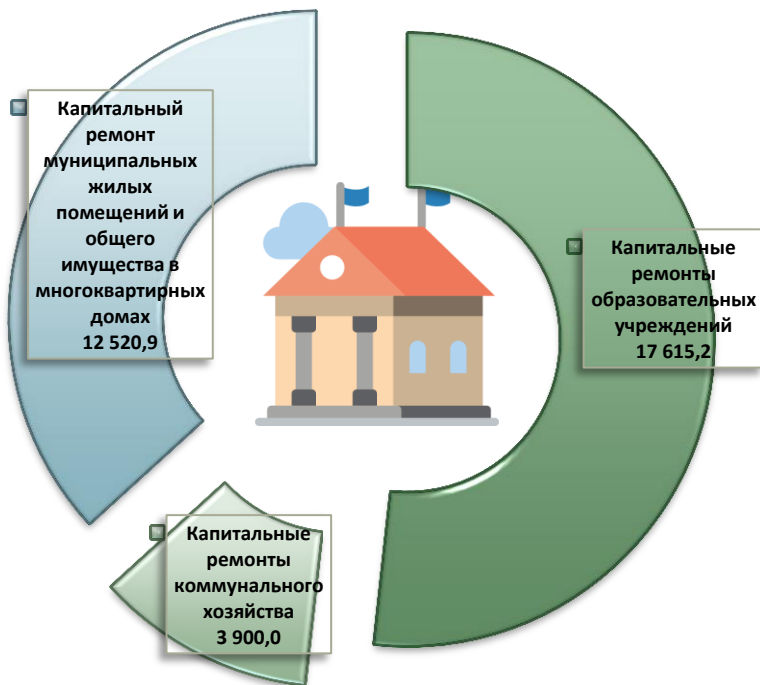 Капитальный
ремонт
муниципальных
жилых
помещений и
общего
имущества в
многоквартирных
домах
12 520,9
Капитальные
ремонты
образовательных
учреждений
17 615,2
Капитальные
ремонты
коммунального
хозяйства
3 900,0